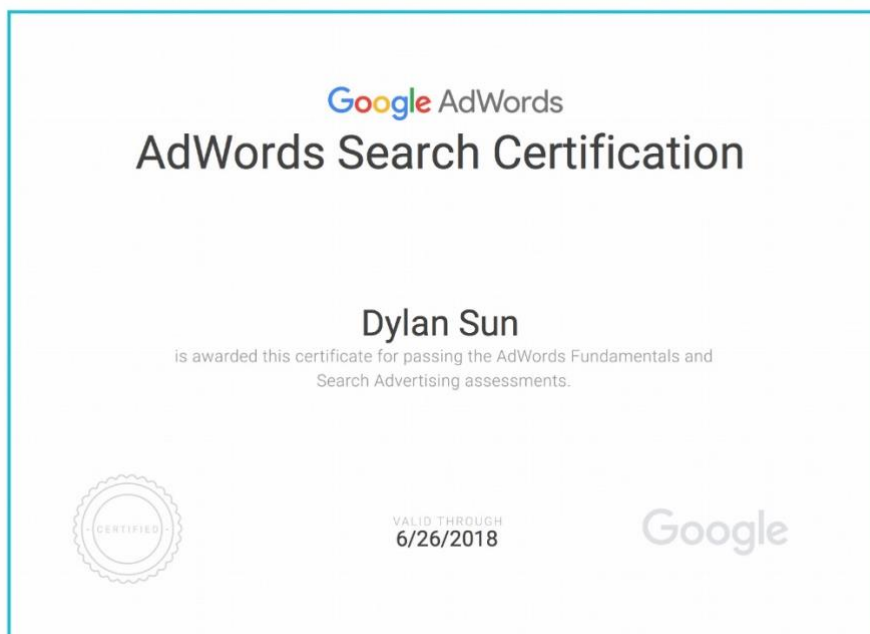 Google AdWords
AdWords Search Certification
Dylan Sun
is awarded this certificate for passing the AdWords Fundamentals and
Search Advertising assessments.
CERTIFIED
VALID THROUGH
6/26/2018
Google